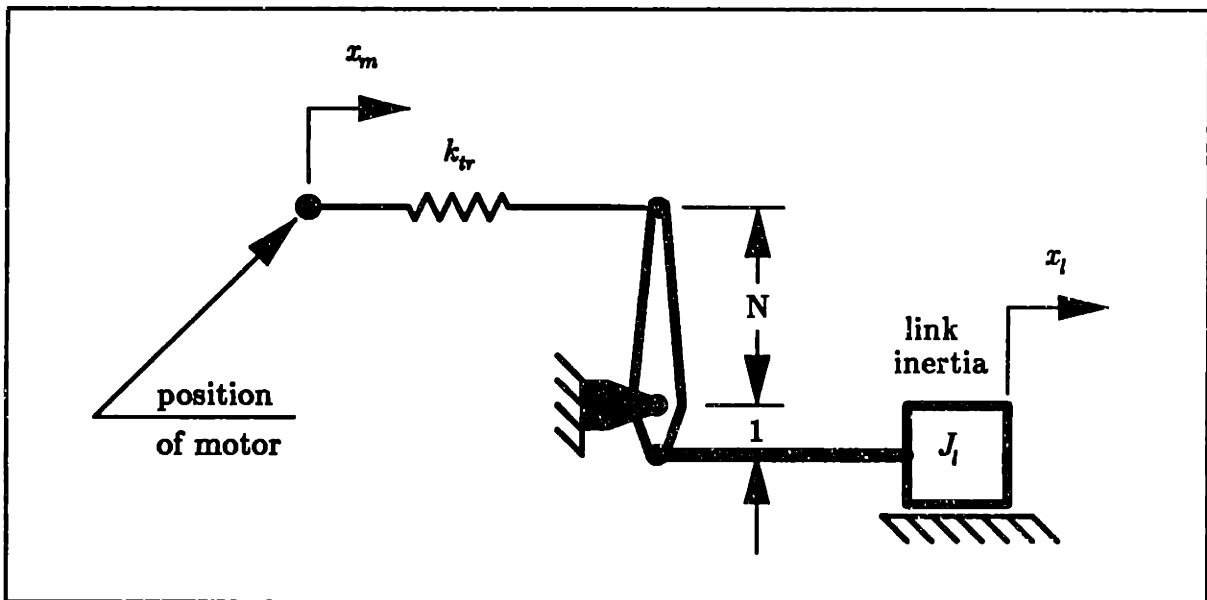 x_m
k_tr
N
x_l
link
inertia
position
of motor
1
J_l